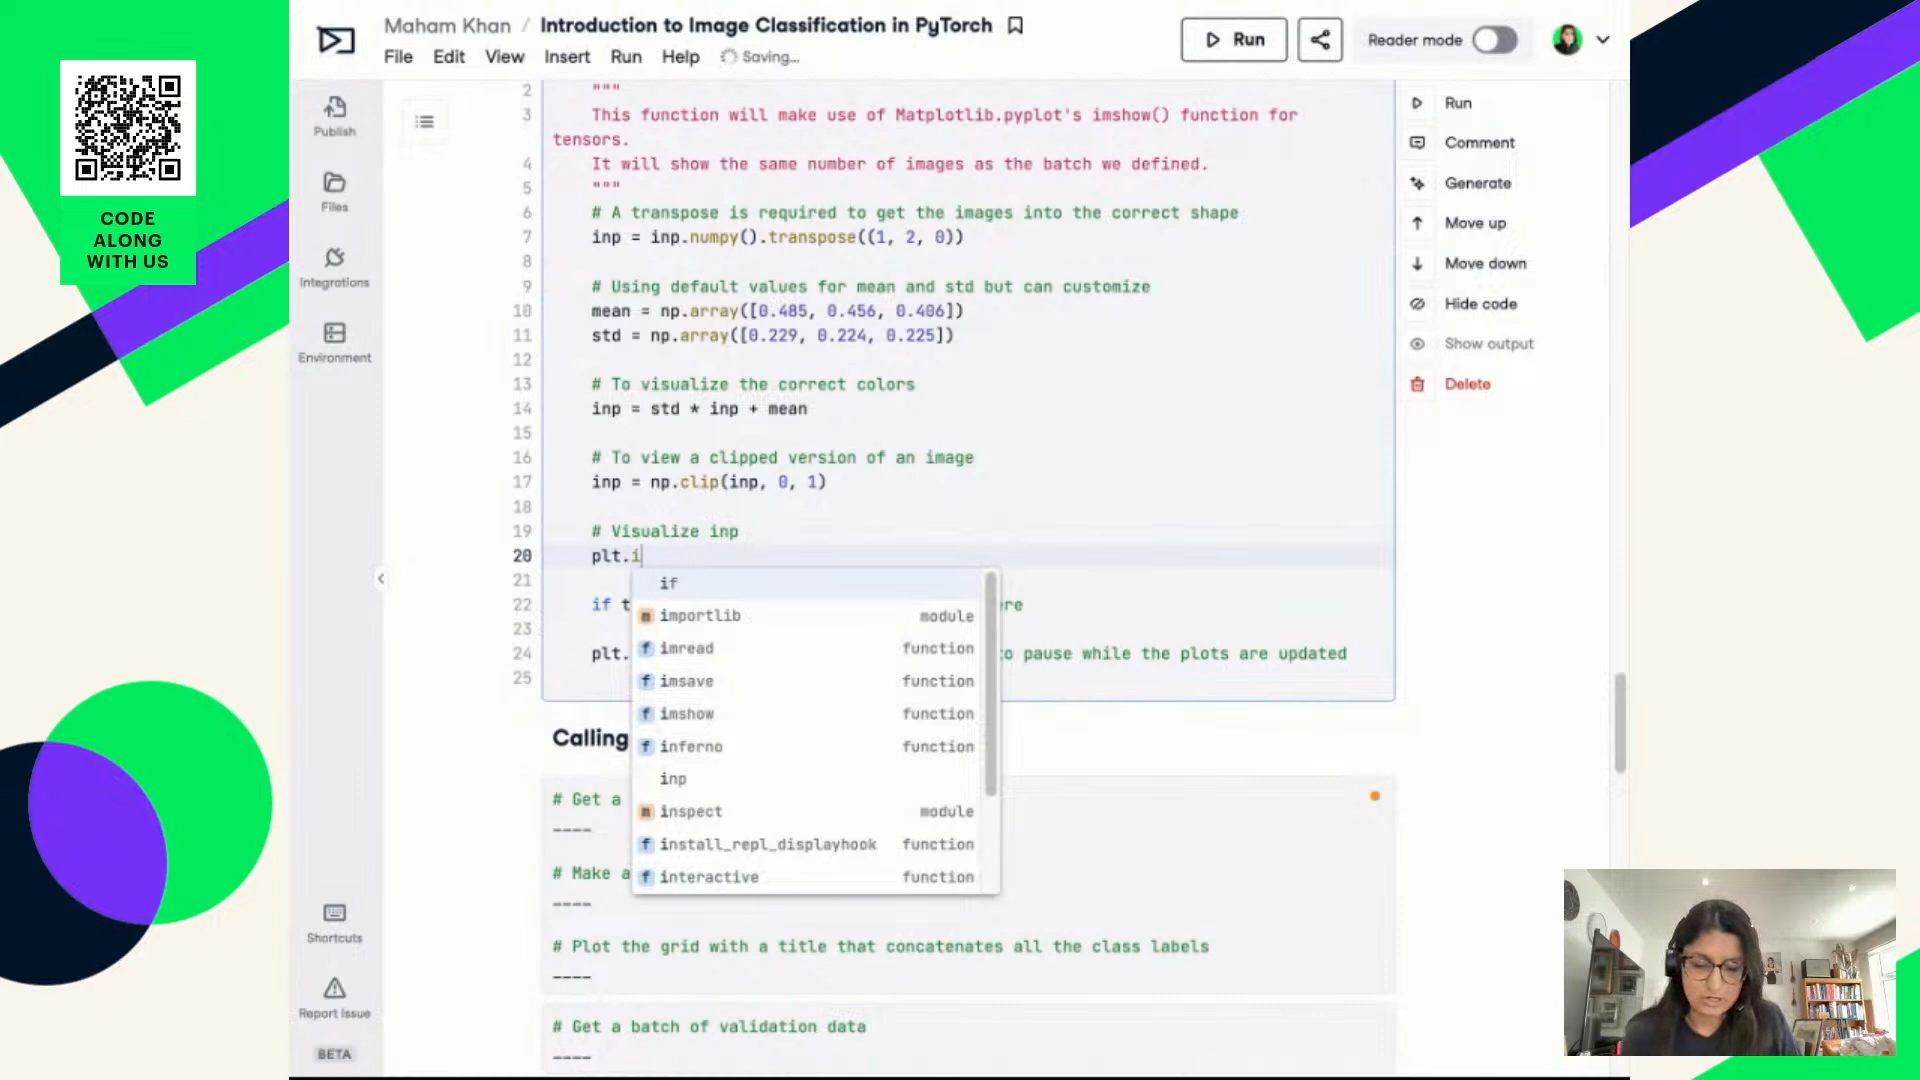 CODE
ALONG
WITH US
Maham Khan / Introduction to Image Classification in PyTorch
File Edit View Insert Run Help Saving...
Run
Reader mode
Publish
Files
Integrations
Environment
Shortcuts
Report Issue
BETA
2 """
3 This function will make use of Matplotlib.pyplot's imshow() function for
tensors.
4 It will show the same number of images as the batch we defined.
5 """
6 # A transpose is required to get the images into the correct shape
7 inp = inp.numpy().transpose((1, 2, 0))
8
9 # Using default values for mean and std but can customize
10 mean = np.array([0.485, 0.456, 0.406])
11 std = np.array([0.229, 0.224, 0.225])
12
13 # To visualize the correct colors
14 inp = std * inp + mean
15
16 # To view a clipped version of an image
17 inp = np.clip(inp, 0, 1)
18
19 # Visualize inp
20 plt.i
21
22 if t
23
24 plt. to pause while the plots are updated
25
if
m importlib module
f imread function
f imsave function
f imshow function
f inferno function
inp
m inspect module
f install_repl_displayhook function
f interactive function
Calling
# Get a
----
# Make a
----
# Plot the grid with a title that concatenates all the class labels
----
# Get a batch of validation data
----
Run
Comment
Generate
Move up
Move down
Hide code
Show output
Delete